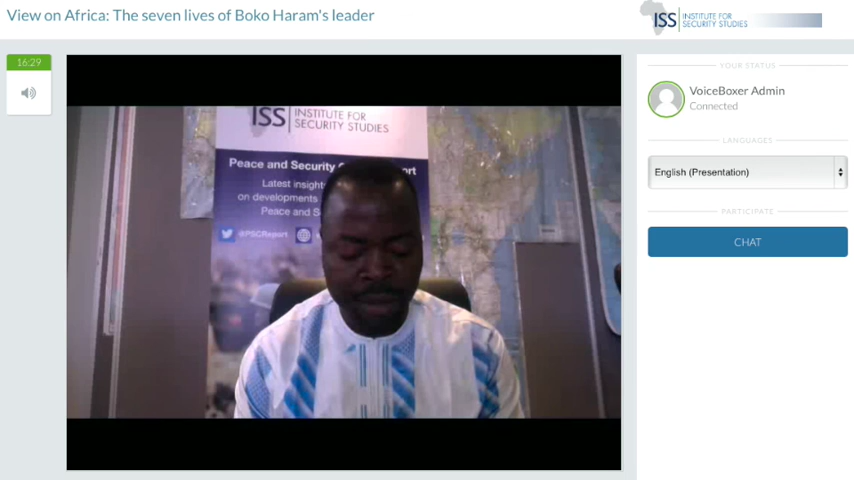 View on Africa: The seven lives of Boko Haram's leader
ISS INSTITUTE FOR
SECURITY STUDIES
16:29
YOUR STATUS
VoiceBoxer Admin
Connected
LANGUAGES
English (Presentation)
PARTICIPATE
CHAT
ISS INSTITUTE FOR
SECURITY STUDIES
Peace and Security
Latest insight
on developments
Peace and S
@PSCReport